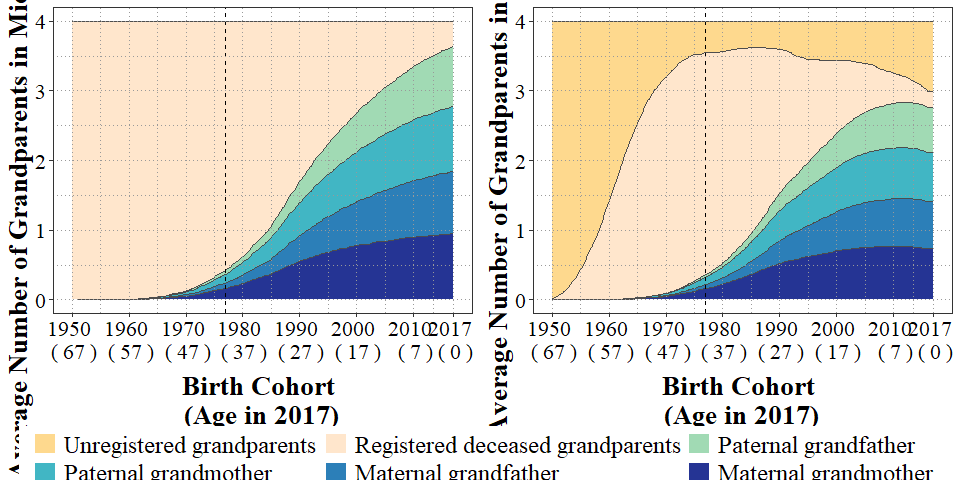 Average Number of Grandparents in
4
3
2
1
0
1950 1960 1970 1980 1990 2000 2010 2017
( 67 ) ( 57 ) ( 47 ) ( 37 ) ( 27 ) ( 17 ) ( 7 ) ( 0 )
Birth Cohort
(Age in 2017)
Average Number of Grandparents in
4
3
2
1
0
1950 1960 1970 1980 1990 2000 2010 2017
( 67 ) ( 57 ) ( 47 ) ( 37 ) ( 27 ) ( 17 ) ( 7 ) ( 0 )
Birth Cohort
(Age in 2017)
Unregistered grandparents Registered deceased grandparents Paternal grandfather
Paternal grandmother Maternal grandfather Maternal grandmother